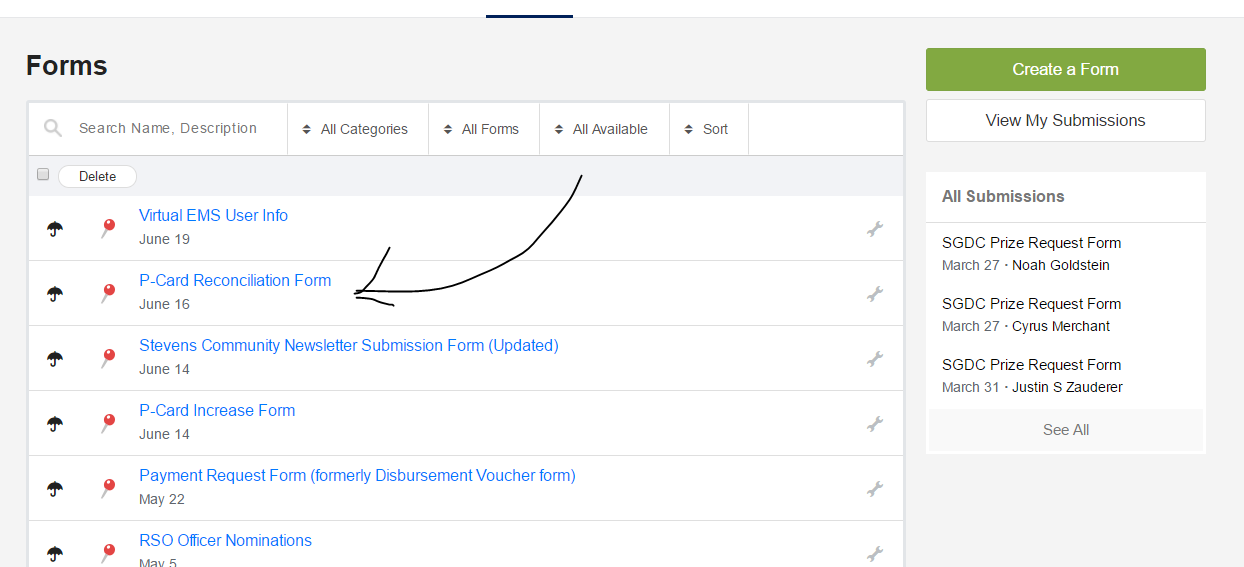 Forms
Create a Form
Search Name, Description
All Categories
All Forms
All Available
Sort
View My Submissions
Delete
Virtual EMS User Info
June 19
P-Card Reconciliation Form
June 16
Stevens Community Newsletter Submission Form (Updated)
June 14
P-Card Increase Form
June 14
Payment Request Form (formerly Disbursement Voucher form)
May 22
RSO Officer Nominations
May 5
All Submissions
SGDC Prize Request Form
March 27 · Noah Goldstein
SGDC Prize Request Form
March 27 · Cyrus Merchant
SGDC Prize Request Form
March 31 · Justin S Zauderer
See All